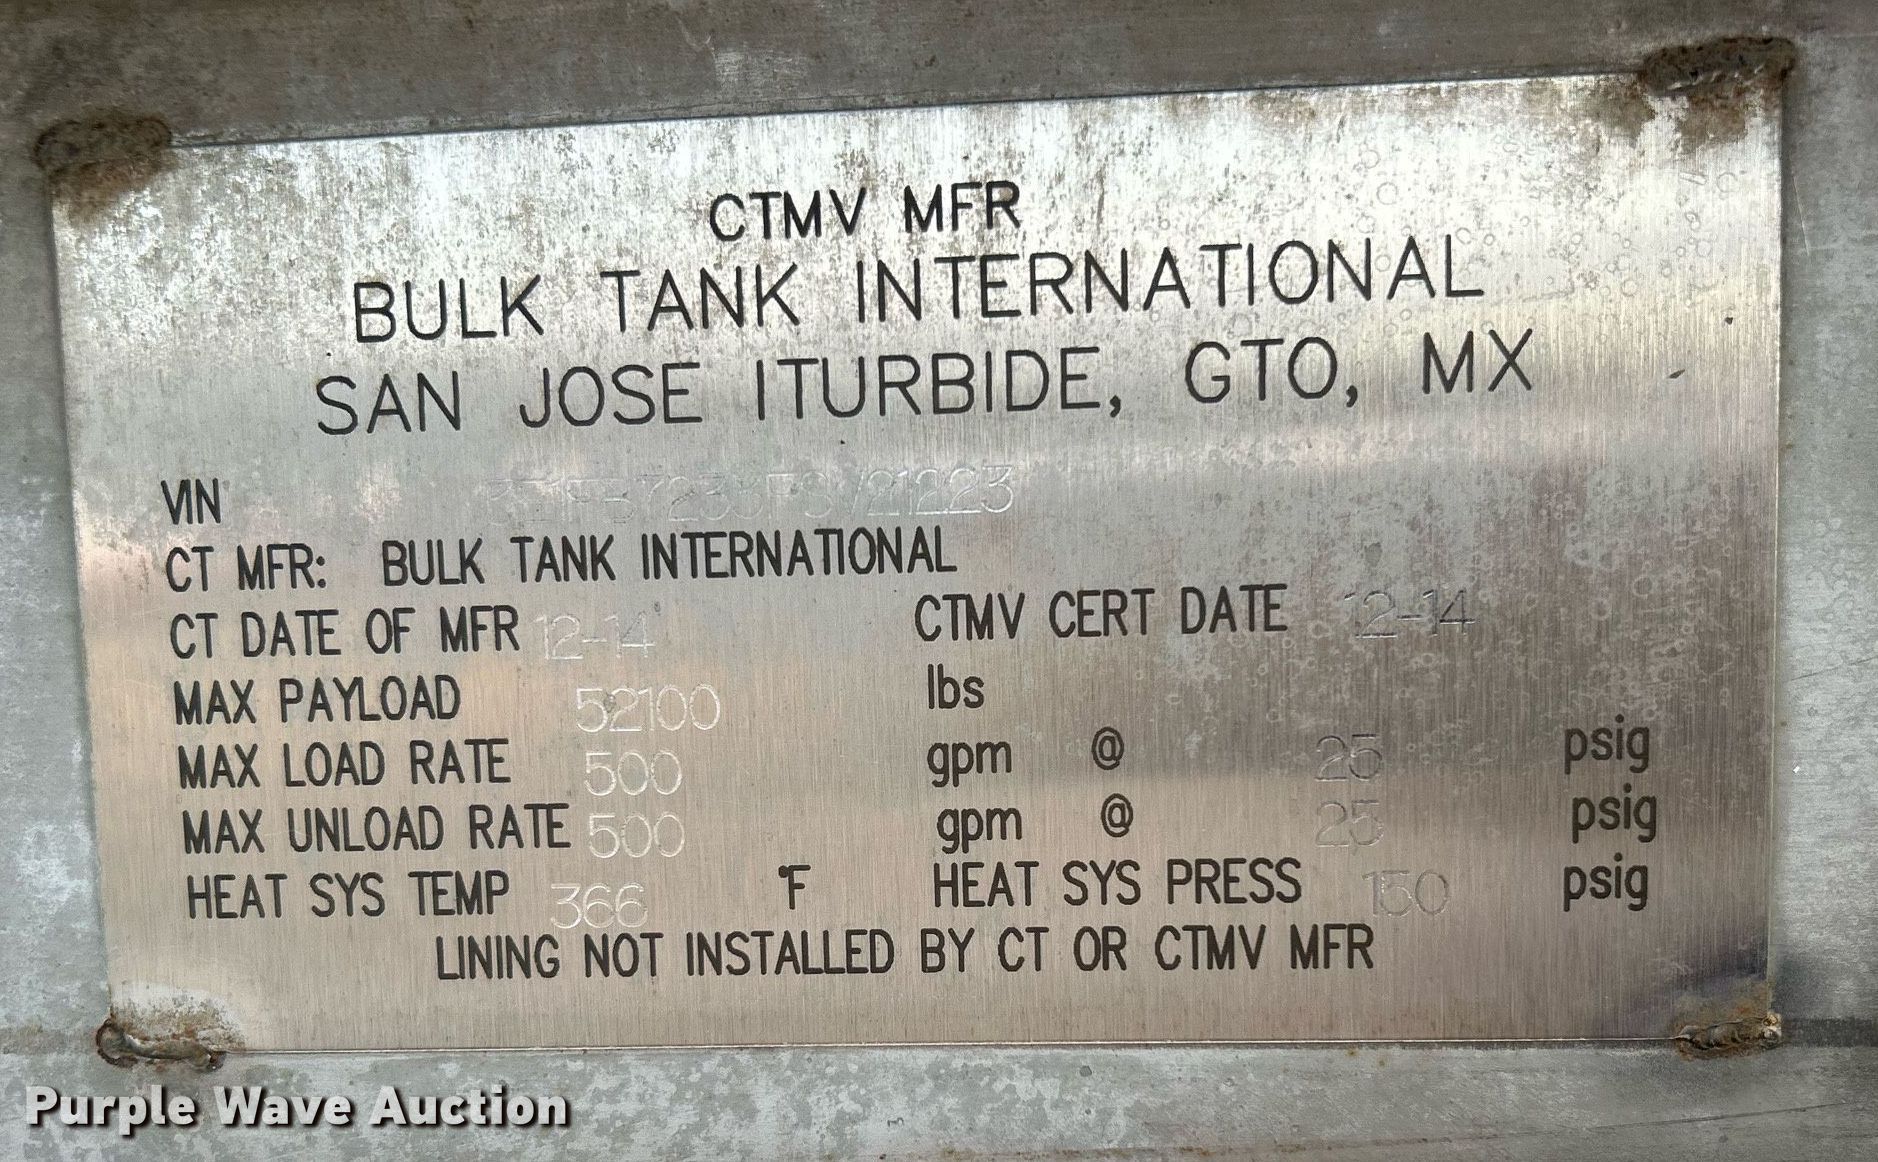 CTMV MFR
BULK TANK INTERNATIONAL
SAN JOSE ITURBIDE, GTO, MX
VIN
CT MFR: BULK TANK INTERNATIONAL
CT DATE OF MFR 12-14 CTMV CERT DATE 12-14
MAX PAYLOAD 52100 lbs
MAX LOAD RATE 500 gpm @ 25 psig
MAX UNLOAD RATE 500 gpm @ 25 psig
HEAT SYS TEMP 366 °F HEAT SYS PRESS 150 psig
LINING NOT INSTALLED BY CT OR CTMV MFR
Purple Wave Auction